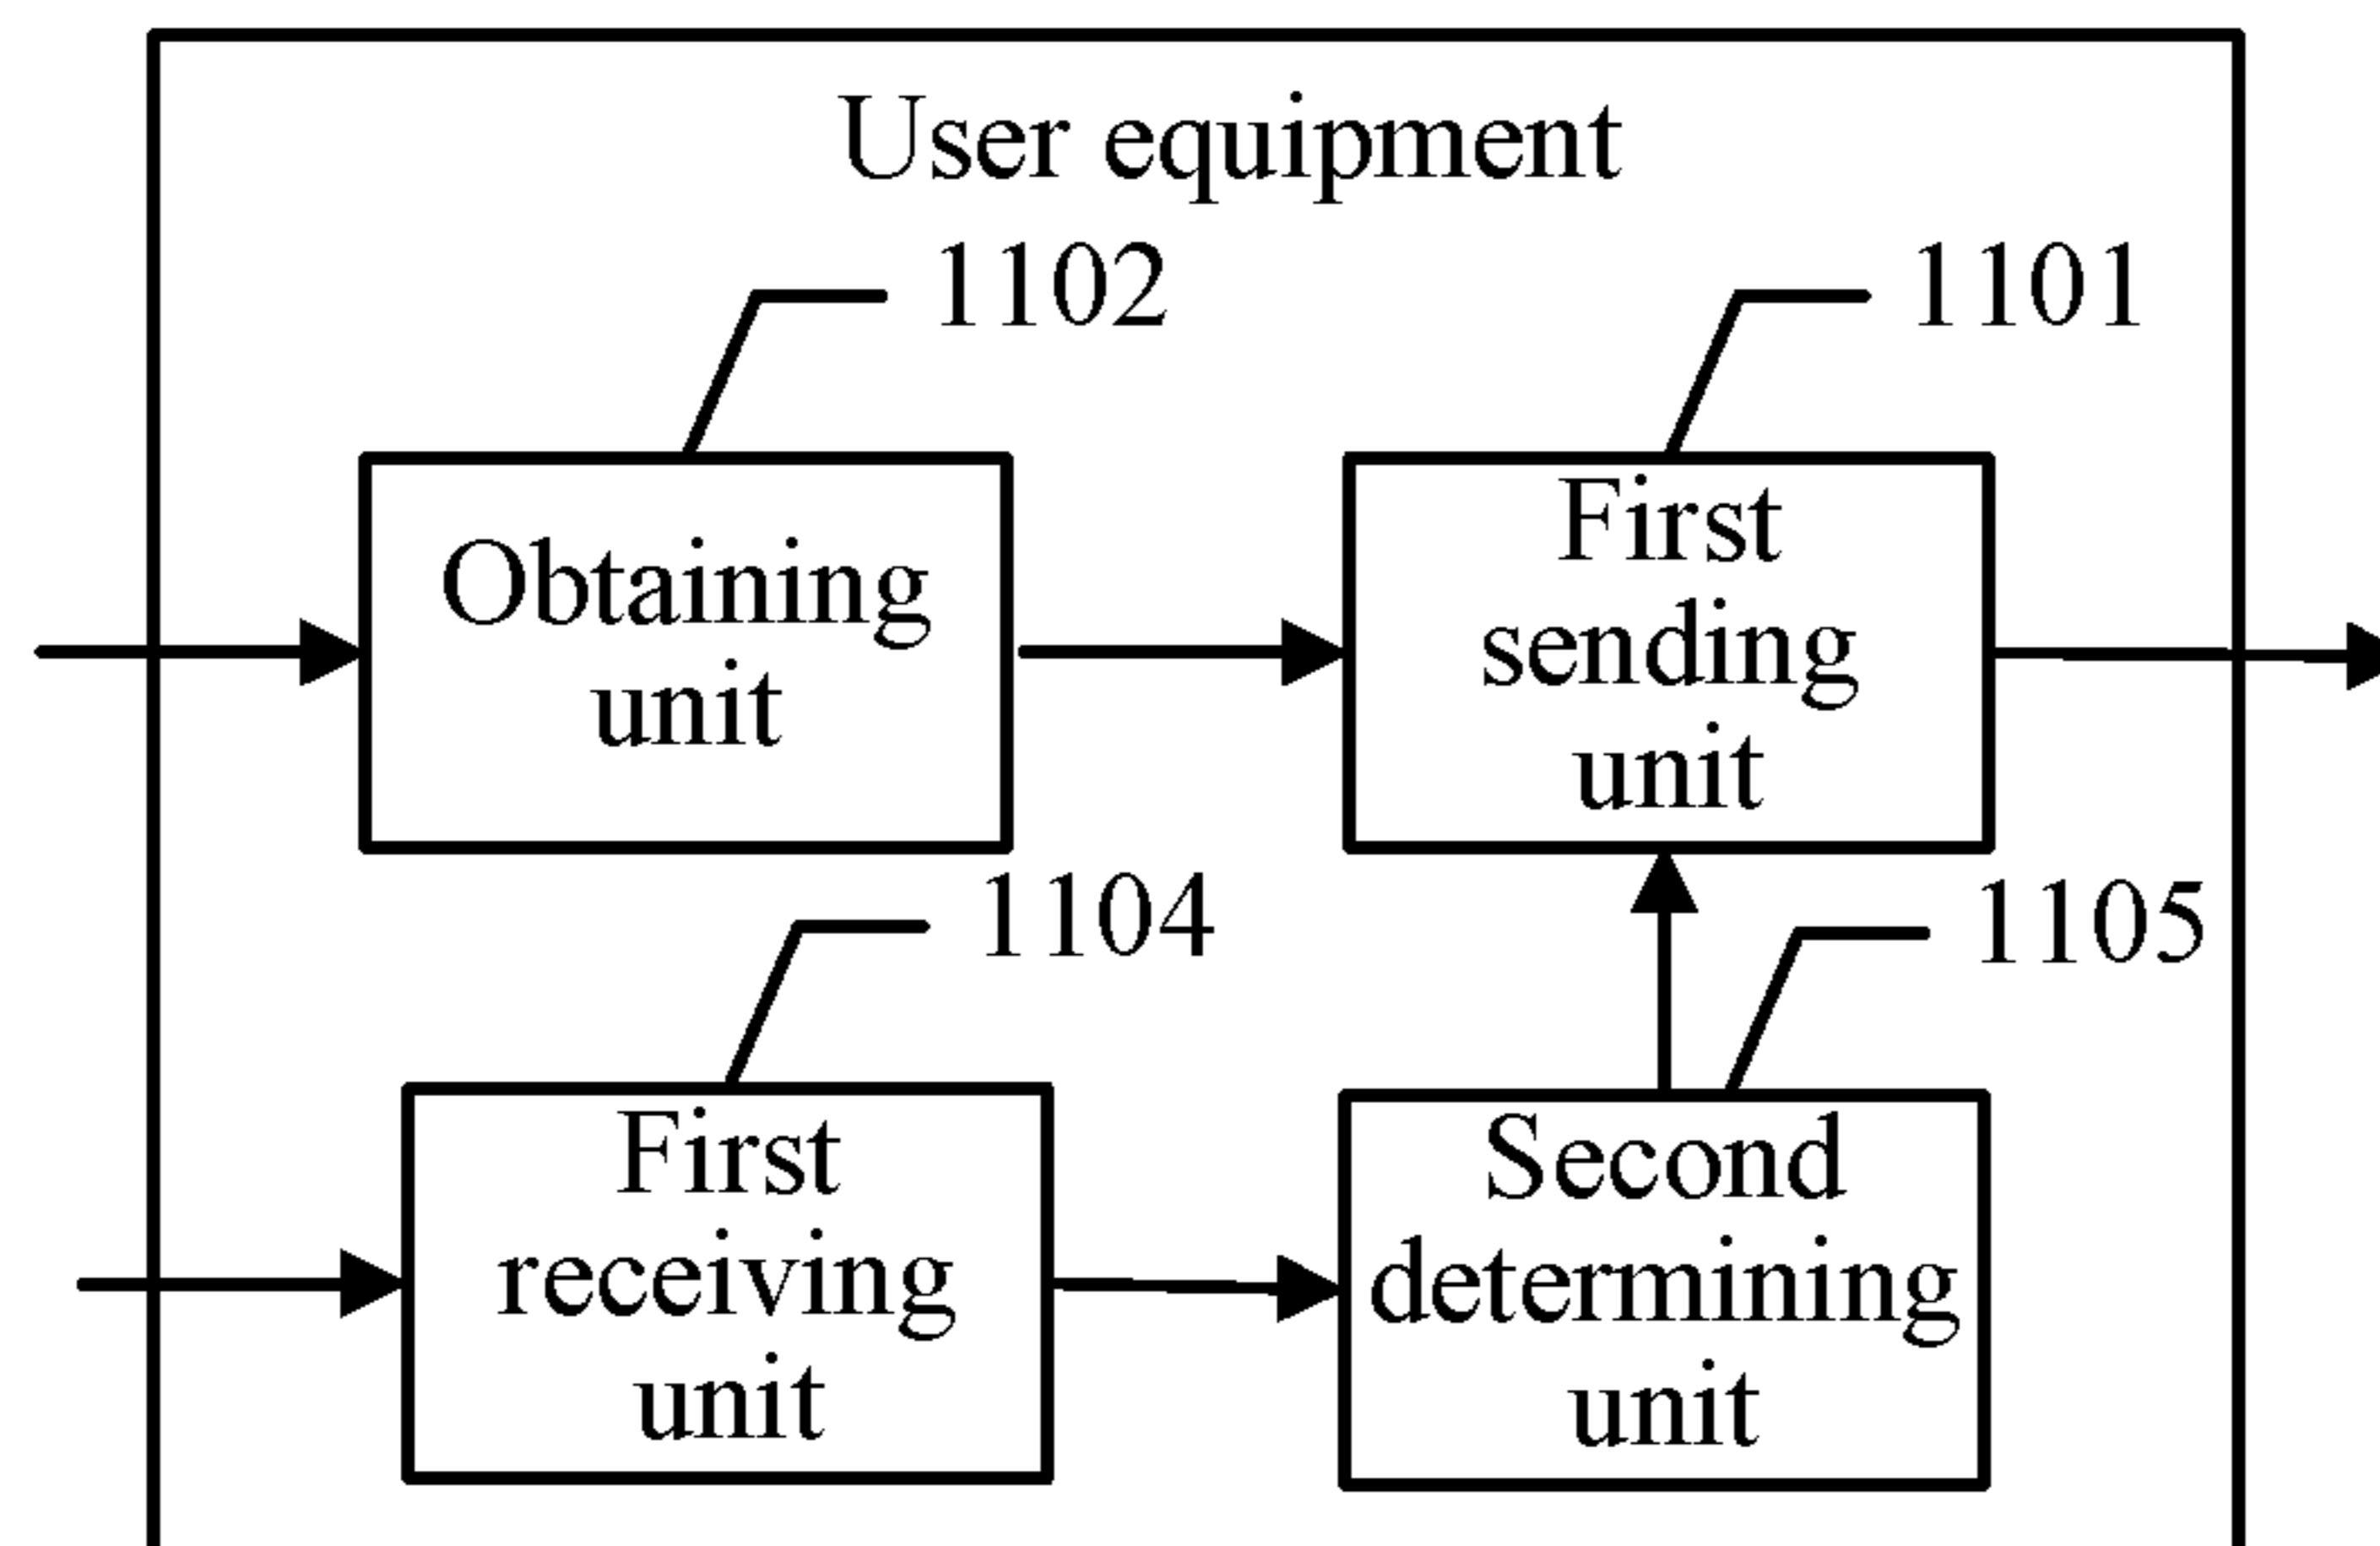 User equipment
1102
1101
Obtaining
unit
First
sending
unit
1104
1105
First
receiving
unit
Second
determining
unit